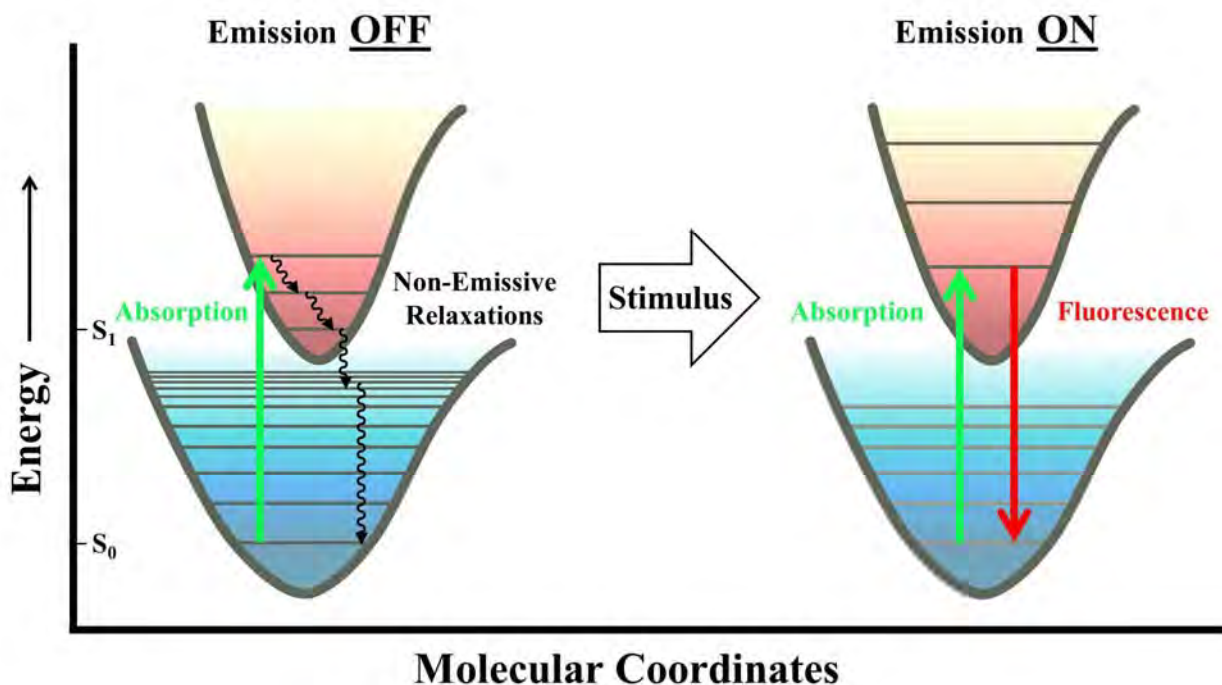 Emission OFF
Emission ON
Energy
Absorption
Non-Emissive
Relaxations
Stimulus
Absorption
Fluorescence
S1
S0
Molecular Coordinates